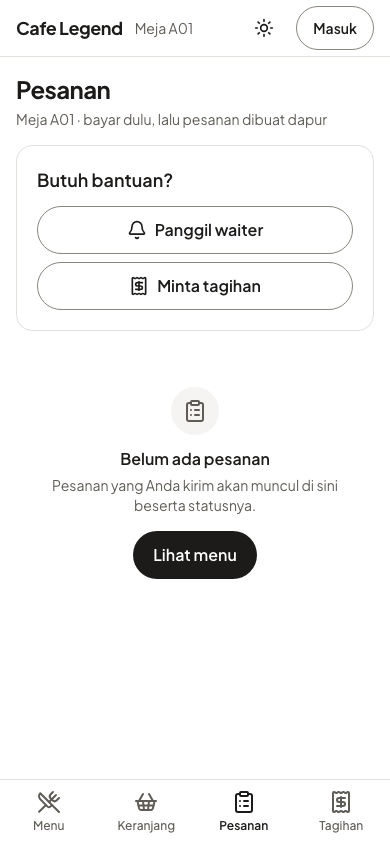 Cafe Legend Meja A01 Masuk
Pesanan
Meja A01 · bayar dulu, lalu pesanan dibuat dapur
Butuh bantuan?
Panggil waiter
Minta tagihan
Belum ada pesanan
Pesanan yang Anda kirim akan muncul di sini
beserta statusnya.
Lihat menu
Menu Keranjang Pesanan Tagihan